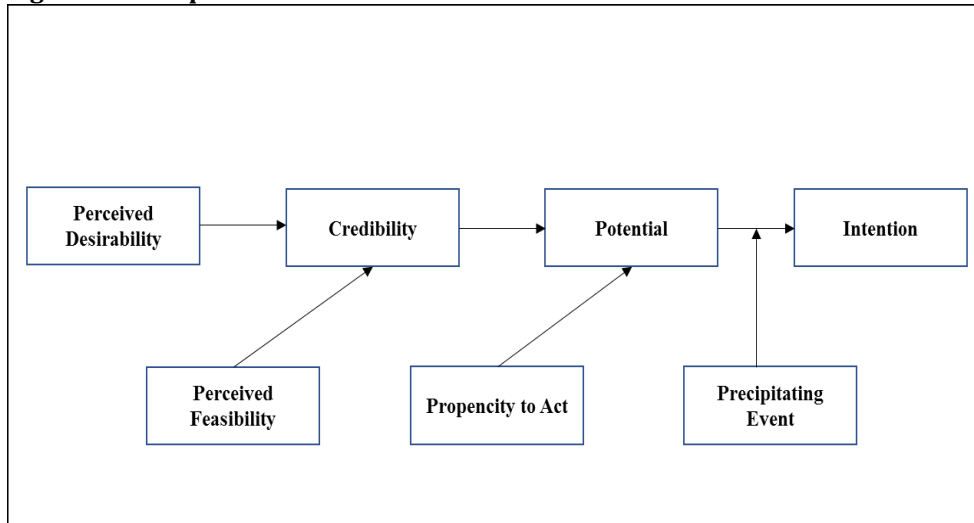 Perceived
Desirability
Credibility
Potential
Intention
Perceived
Feasibility
Propencity to Act
Precipitating
Event